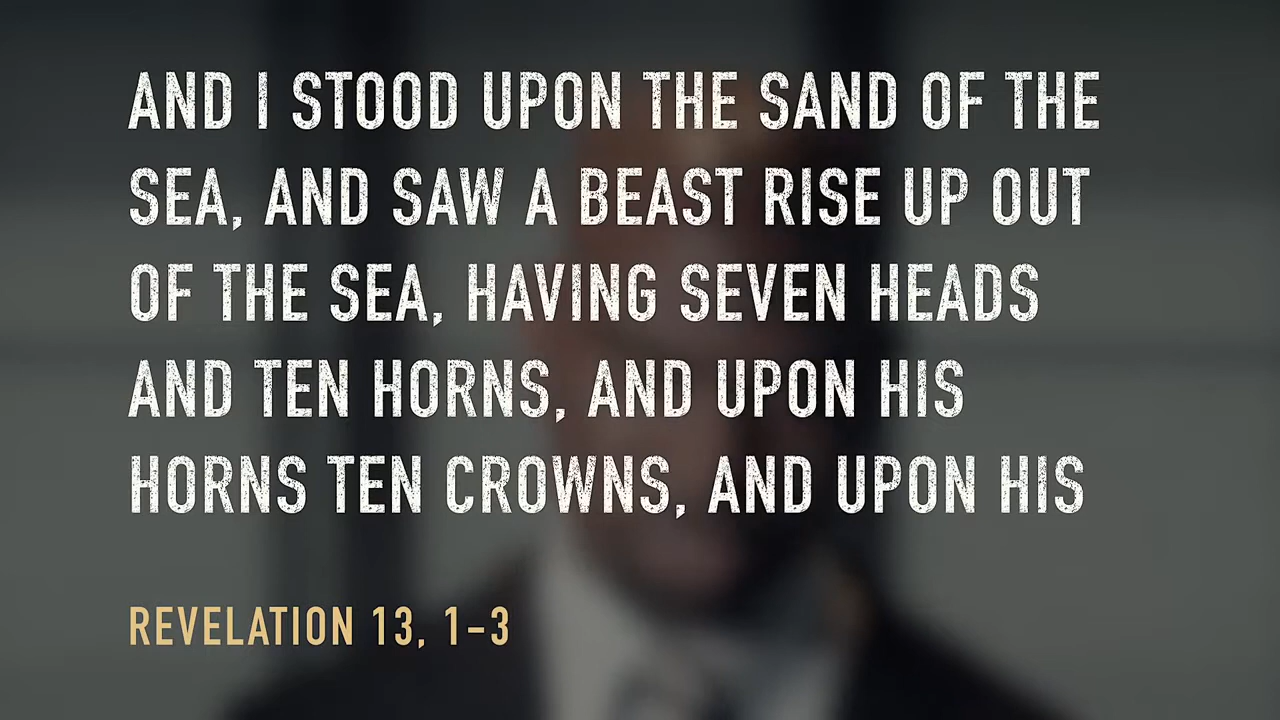 AND I STOOD UPON THE SAND OF THE
SEA, AND SAW A BEAST RISE UP OUT
OF THE SEA, HAVING SEVEN HEADS
AND TEN HORNS, AND UPON HIS
HORNS TEN CROWNS, AND UPON HIS
REVELATION 13, 1-3